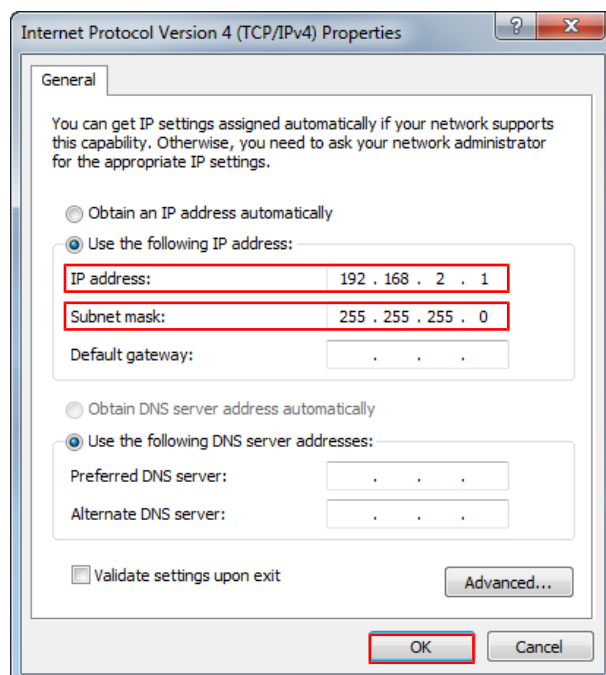 Internet Protocol Version 4 (TCP/IPv4) Properties
?
X
General
You can get IP settings assigned automatically if your network supports
this capability. Otherwise, you need to ask your network administrator
for the appropriate IP settings.
Obtain an IP address automatically
Use the following IP address:
IP address: 192 . 168 . 2 . 1
Subnet mask: 255 . 255 . 255 . 0
Default gateway: . . .
Obtain DNS server address automatically
Use the following DNS server addresses:
Preferred DNS server: . . .
Alternate DNS server: . . .
Validate settings upon exit
Advanced...
OK Cancel